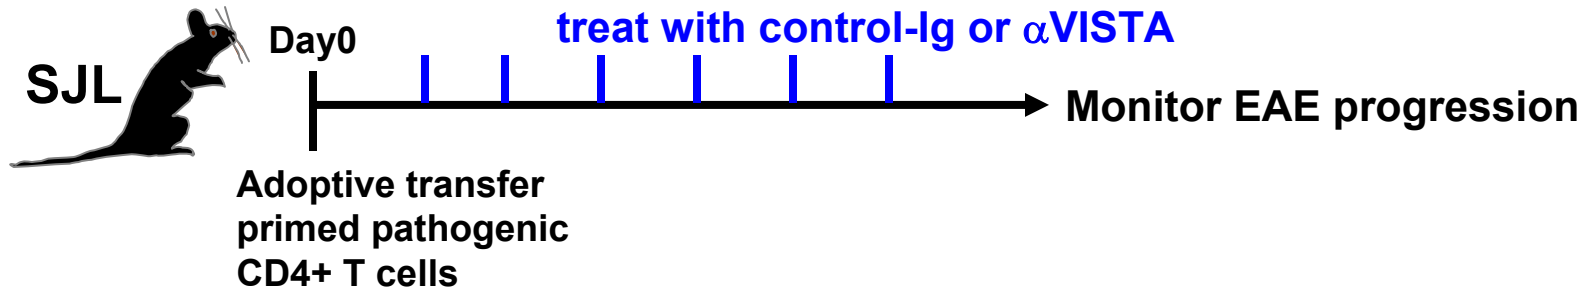 treat with control-Ig or αVISTA
Day0
SJL
Monitor EAE progression
Adoptive transfer
primed pathogenic
CD4+ T cells